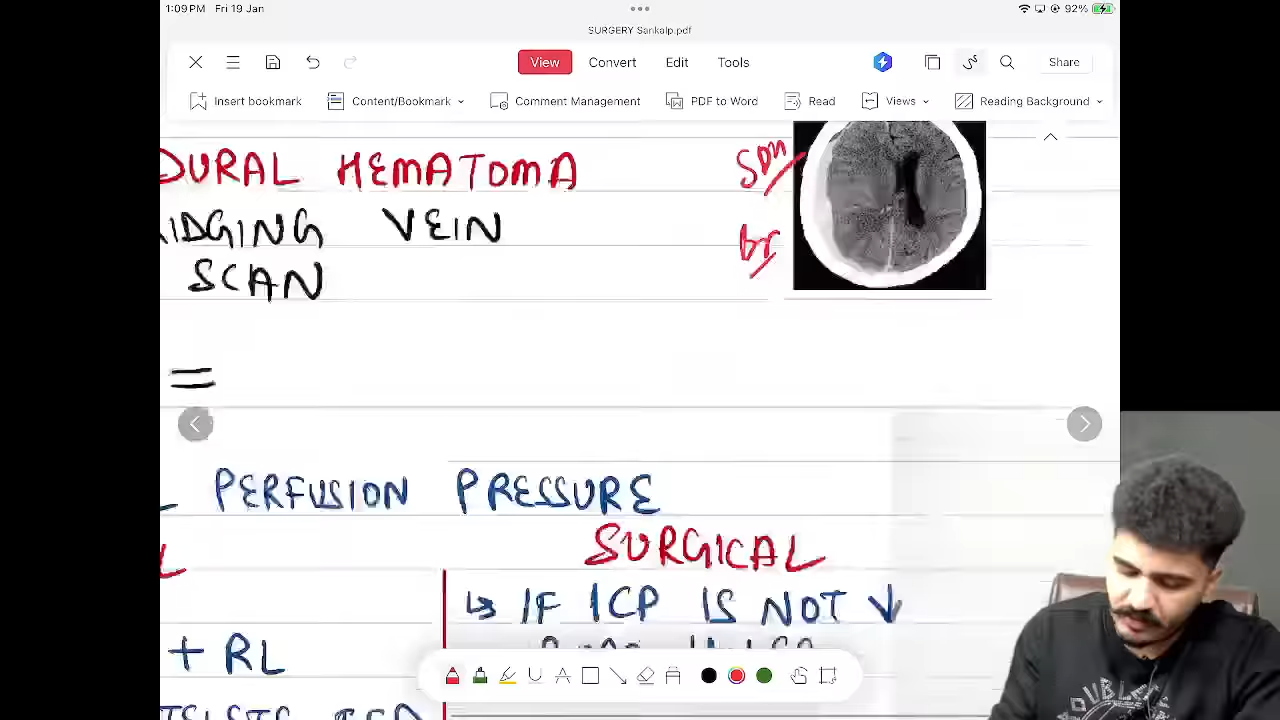 1:09 PM Fri 19 Jan
92%
SURGERY Sankalp.pdf
View Convert Edit Tools
Share
Insert bookmark Content/Bookmark Comment Management PDF to Word Read Views Reading Background
DURAL HEMATOMA
SDH
IDGING VEIN
SCAN
=
PERFUSION PRESSURE
SURGICAL
L
↳ IF ICP IS NOT ↓
+ RL